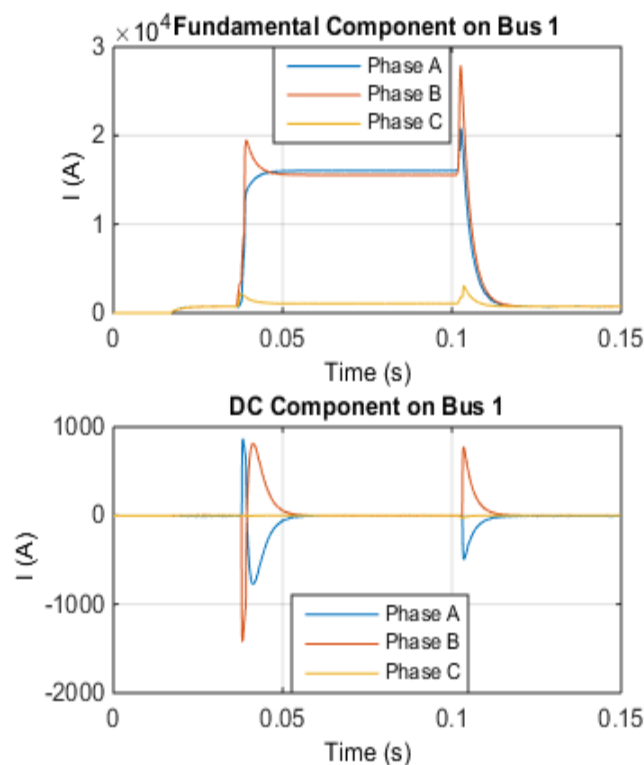 ×10⁴ Fundamental Component on Bus 1
3
2
1
0
I (A)
Phase A
Phase B
Phase C
0 0.05 0.1 0.15
Time (s)
DC Component on Bus 1
1000
0
-1000
-2000
I (A)
Phase A
Phase B
Phase C
0 0.05 0.1 0.15
Time (s)